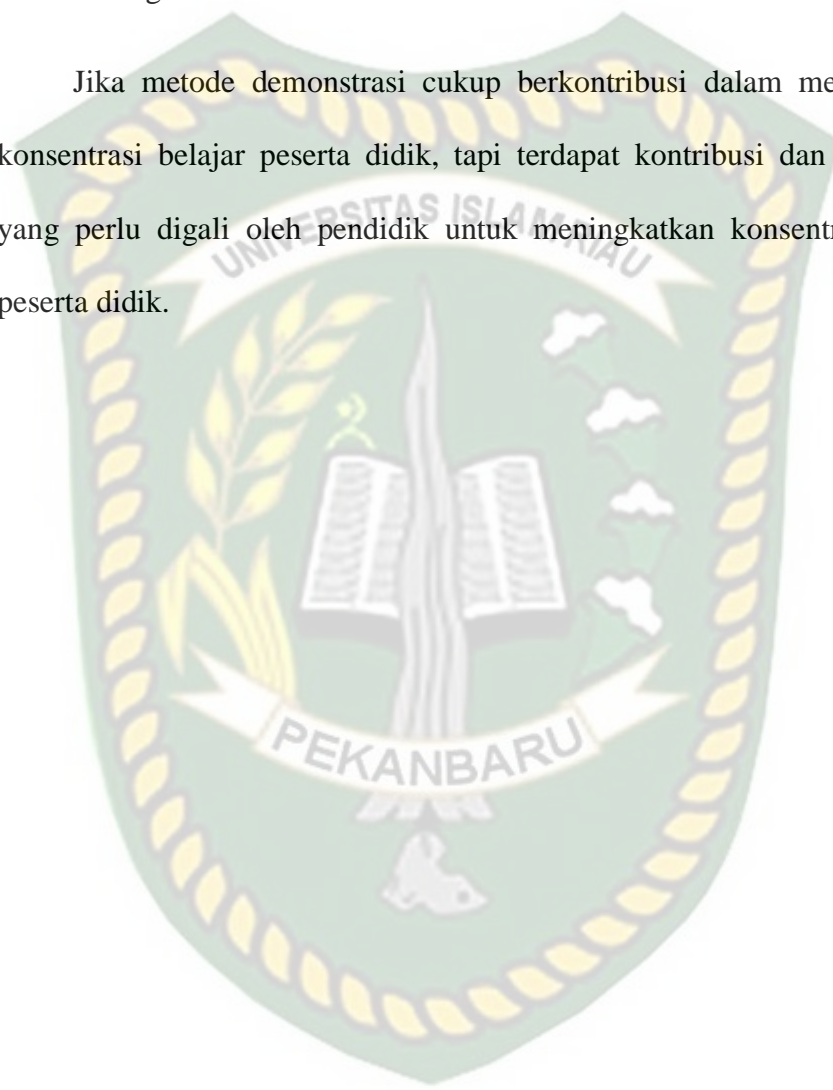 Jika metode demonstrasi cukup berkontribusi dalam me
konsentrasi belajar peserta didik, tapi terdapat kontribusi dan
yang perlu digali oleh pendidik untuk meningkatkan konsentr
peserta didik.
UNIVERSITAS ISLAM RIAU
PEKANBARU